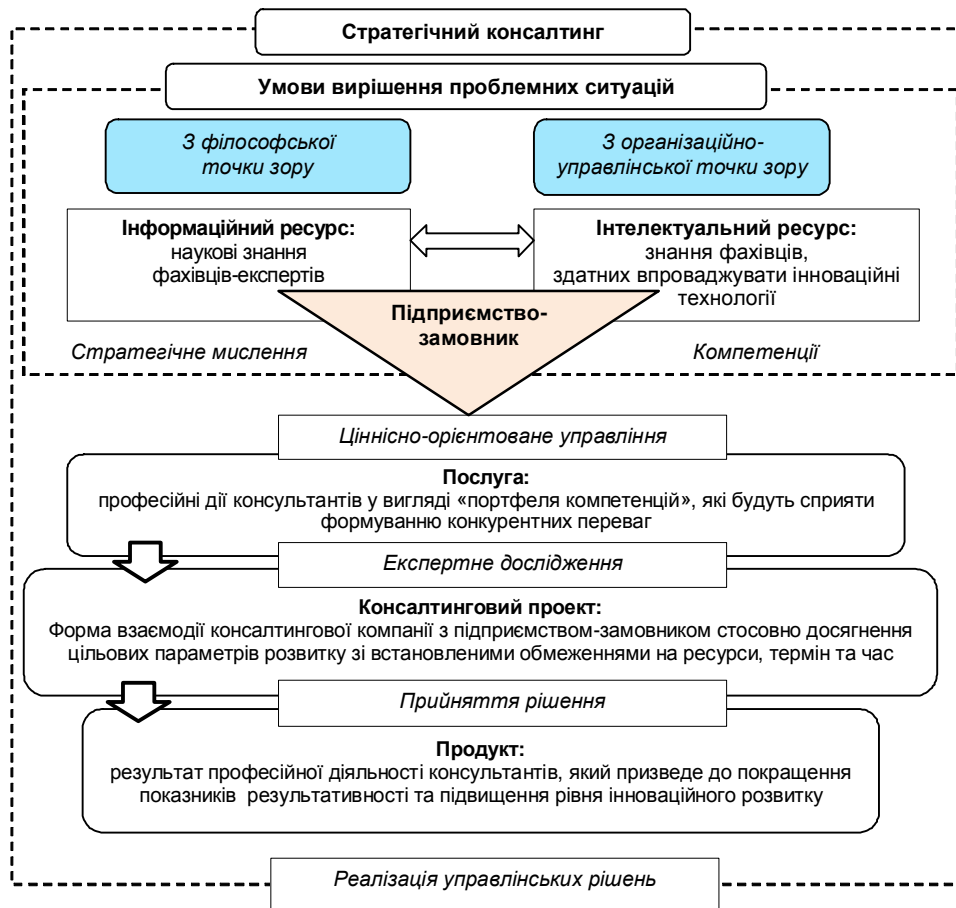 Стратегічний консалтинг
Умови вирішення проблемних ситуацій
З філософської
точки зору
З організаційно-
управлінської точки зору
Інформаційний ресурс:
наукові знання
фахівців-експертів
Інтелектуальний ресурс:
знання фахівців,
здатних впроваджувати інноваційні
технології
Підприємство-
замовник
Стратегічне мислення
Компетенції
Ціннісно-орієнтоване управління
Послуга:
професійні дії консультантів у вигляді «портфеля компетенцій», які будуть сприяти
формуванню конкурентних переваг
Експертне дослідження
Консалтинговий проект:
Форма взаємодії консалтингової компанії з підприємством-замовником стосовно досягнення
цільових параметрів розвитку зі встановленими обмеженнями на ресурси, термін та час
Прийняття рішення
Продукт:
результат професійної діяльності консультантів, який призведе до покращення
показників результативності та підвищення рівня інноваційного розвитку
Реалізація управлінських рішень